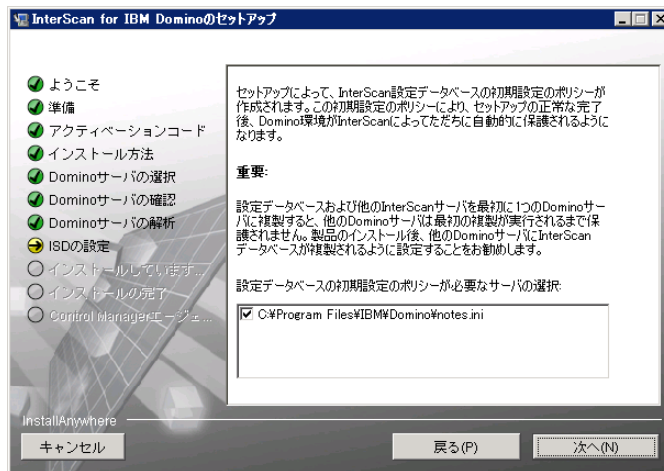 InterScan for IBM Dominoのセットアップ
ようこそ
準備
アクティベーションコード
インストール方法
Dominoサーバの選択
Dominoサーバの確認
Dominoサーバの解析
ISDの設定
インストールしています...
インストールの完了
Control Managerエージェ...
セットアップによって、InterScan設定データベースの初期設定のポリシーが
作成されます。この初期設定のポリシーにより、セットアップの正常な完了
後、Domino環境がInterScanによってただちに自動的に保護されるように
なります。
重要:
設定データベースおよび他のInterScanサーバを最初に1つのDominoサー
バに複製すると、他のDominoサーバは最初の複製が実行されるまで保
護されません。製品のインストール後、他のDominoサーバにInterScan
データベースが複製されるように設定することをお勧めします。
設定データベースの初期設定のポリシーが必要なサーバの選択:
C:¥Program Files¥IBM¥Domino¥notes.ini
InstallAnywhere
キャンセル
戻る(P)
次へ(N)